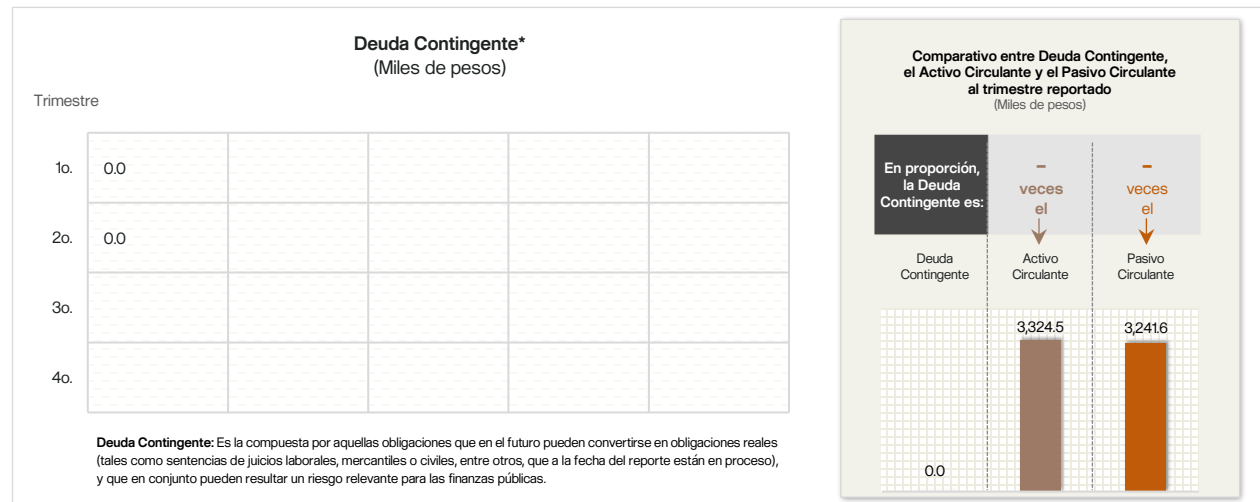 Deuda Contingente*
(Miles de pesos)
Trimestre
1o. 0.0
2o. 0.0
3o.
4o.
Deuda Contingente: Es la compuesta por aquellas obligaciones que en el futuro pueden convertirse en obligaciones reales
(tales como sentencias de juicios laborales, mercantiles o civiles, entre otros, que a la fecha del reporte están en proceso),
y que en conjunto pueden resultar un riesgo relevante para las finanzas públicas.
Comparativo entre Deuda Contingente,
el Activo Circulante y el Pasivo Circulante
al trimestre reportado
(Miles de pesos)
En proporción,
la Deuda
Contingente es:
–
veces
el
–
veces
el
Deuda
Contingente
Activo
Circulante
Pasivo
Circulante
0.0
3,324.5
3,241.6